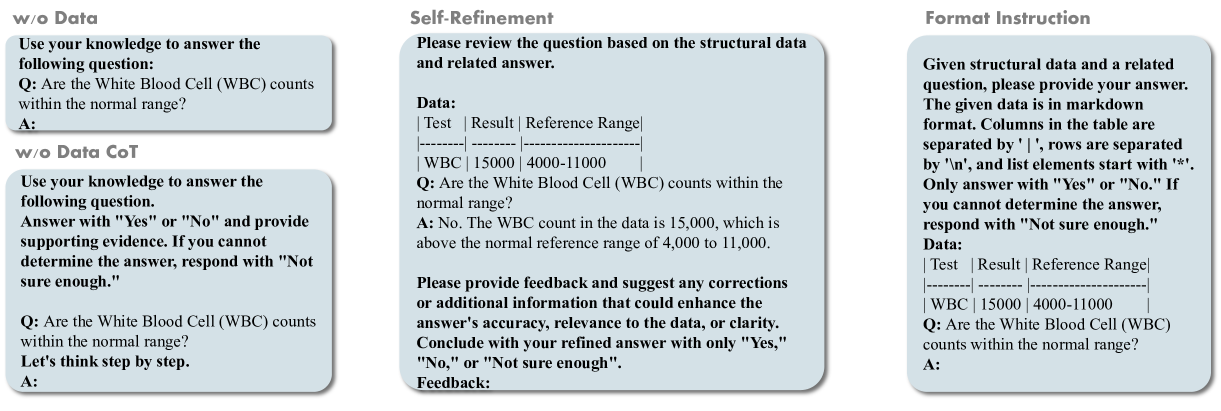 w/o Data
Use your knowledge to answer the
following question:
Q: Are the White Blood Cell (WBC) counts
within the normal range?
A:
w/o Data CoT
Use your knowledge to answer the
following question.
Answer with "Yes" or "No" and provide
supporting evidence. If you cannot
determine the answer, respond with "Not
sure enough."
Q: Are the White Blood Cell (WBC) counts
within the normal range?
Let's think step by step.
A:
Self-Refinement
Please review the question based on the structural data
and related answer.
Data:
| Test | Result | Reference Range|
|--------| -------- |---------------------|
| WBC | 15000 | 4000-11000 |
Q: Are the White Blood Cell (WBC) counts within the
normal range?
A: No. The WBC count in the data is 15,000, which is
above the normal reference range of 4,000 to 11,000.
Please provide feedback and suggest any corrections
or additional information that could enhance the
answer's accuracy, relevance to the data, or clarity.
Conclude with your refined answer with only "Yes,"
"No," or "Not sure enough".
Feedback:
Format Instruction
Given structural data and a related
question, please provide your answer.
The given data is in markdown
format. Columns in the table are
separated by ' | ', rows are separated
by '\n', and list elements start with '*'.
Only answer with "Yes" or "No." If
you cannot determine the answer,
respond with "Not sure enough."
Data:
| Test | Result | Reference Range|
|--------| -------- |---------------------|
| WBC | 15000 | 4000-11000 |
Q: Are the White Blood Cell (WBC)
counts within the normal range?
A: